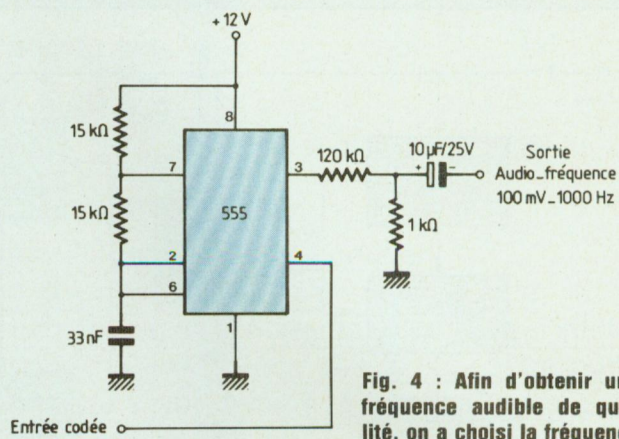 + 12 V
8
15 kΩ
7
3
120 kΩ
10 µF/25V
+
−
Sortie
Audio_fréquence
100 mV_1000 Hz
15 kΩ
555
1 kΩ
2
4
6
33 nF
1
Entrée codée
Fig. 4 : Afin d'obtenir un
fréquence audible de qu
lité, on a choisi la fréquen